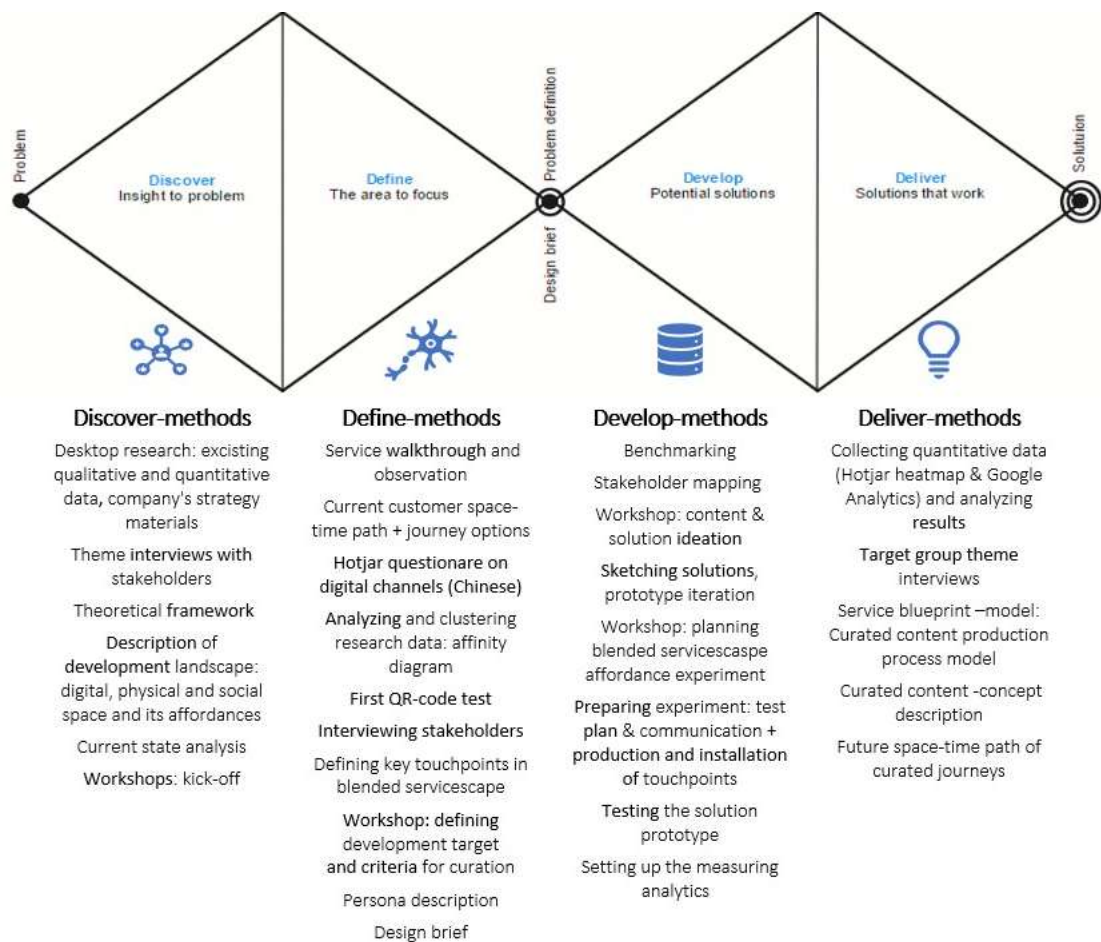 Problem
Discover
Insight to problem
Define
The area to focus
Problem definition
Design brief
Develop
Potential solutions
Deliver
Solutions that work
Solutuion
Discover-methods
Desktop research: excisting
qualitative and quantitative
data, company's strategy
materials
Theme interviews with
stakeholders
Theoretical framework
Description of
development landscape:
digital, physical and social
space and its affordances
Current state analysis
Workshops: kick-off
Define-methods
Service walkthrough and
observation
Current customer space-
time path + journey options
Hotjar questionare on
digital channels (Chinese)
Analyzing and clustering
research data: affinity
diagram
First QR-code test
Interviewing stakeholders
Defining key touchpoints in
blended servicescape
Workshop: defining
development target
and criteria for curation
Persona description
Design brief
Develop-methods
Benchmarking
Stakeholder mapping
Workshop: content &
solution ideation
Sketching solutions,
prototype iteration
Workshop: planning
blended servicescaspe
affordance experiment
Preparing experiment: test
plan & communication +
production and installation
of touchpoints
Testing the solution
prototype
Setting up the measuring
analytics
Deliver-methods
Collecting quantitative data
(Hotjar heatmap & Google
Analytics) and analyzing
results
Target group theme
interviews
Service blueprint –model:
Curated content production
process model
Curated content -concept
description
Future space-time path of
curated journeys